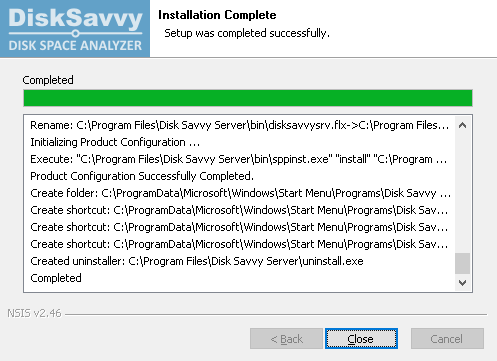 DiskSavvy
DISK SPACE ANALYZER
Installation Complete
Setup was completed successfully.
Completed
Rename: C:\Program Files\Disk Savvy Server\bin\disksavvysrv.flx->C:\Program Files...
Initializing Product Configuration ...
Execute: "C:\Program Files\Disk Savvy Server\bin\sppinst.exe" "install" "C:\Program ...
Product Configuration Successfully Completed.
Create folder: C:\ProgramData\Microsoft\Windows\Start Menu\Programs\Disk Savvy ...
Create shortcut: C:\ProgramData\Microsoft\Windows\Start Menu\Programs\Disk Sav...
Create shortcut: C:\ProgramData\Microsoft\Windows\Start Menu\Programs\Disk Sav...
Create shortcut: C:\ProgramData\Microsoft\Windows\Start Menu\Programs\Disk Sav...
Created uninstaller: C:\Program Files\Disk Savvy Server\uninstall.exe
Completed
NSIS v2.46
< Back Close Cancel